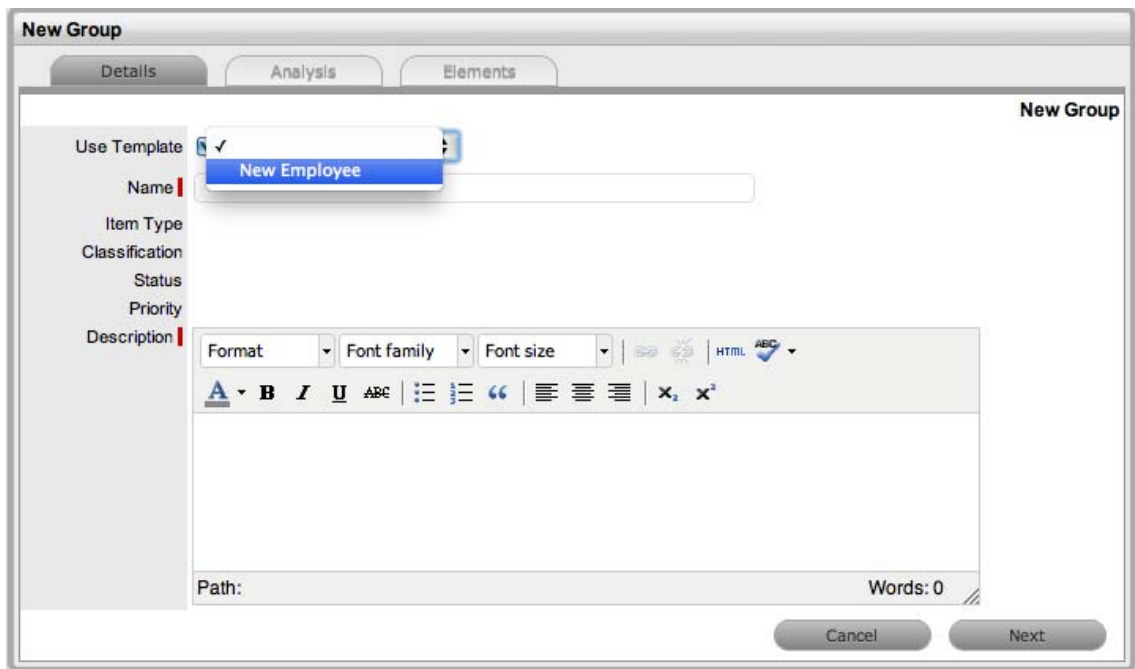 New Group
Details
Analysis
Elements
New Group
Use Template
✓
New Employee
Name
Item Type
Classification
Status
Priority
Description
Format Font family Font size HTML ABC
A B I U ABC “ x₂ x²
Path: Words: 0
Cancel Next